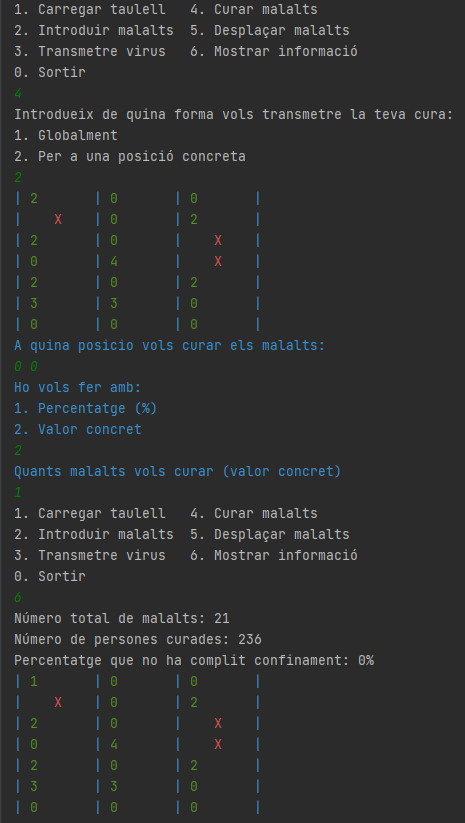 1. Carregar taulell   4. Curar malalts
2. Introduir malalts  5. Desplaçar malalts
3. Transmetre virus   6. Mostrar informació
0. Sortir
4
Introdueix de quina forma vols transmetre la teva cura:
1. Globalment
2. Per a una posició concreta
2
| 2       | 0       | 0       |
|    X    | 0       | 2       |
| 2       | 0       |    X    |
| 0       | 4       |    X    |
| 2       | 0       | 2       |
| 3       | 3       | 0       |
| 0       | 0       | 0       |
A quina posicio vols curar els malalts:
0 0
Ho vols fer amb:
1. Percentatge (%)
2. Valor concret
2
Quants malalts vols curar (valor concret)
1
1. Carregar taulell   4. Curar malalts
2. Introduir malalts  5. Desplaçar malalts
3. Transmetre virus   6. Mostrar informació
0. Sortir
6
Número total de malalts: 21
Número de persones curades: 236
Percentatge que no ha complit confinament: 0%
| 1       | 0       | 0       |
|    X    | 0       | 2       |
| 2       | 0       |    X    |
| 0       | 4       |    X    |
| 2       | 0       | 2       |
| 3       | 3       | 0       |
| 0       | 0       | 0       |